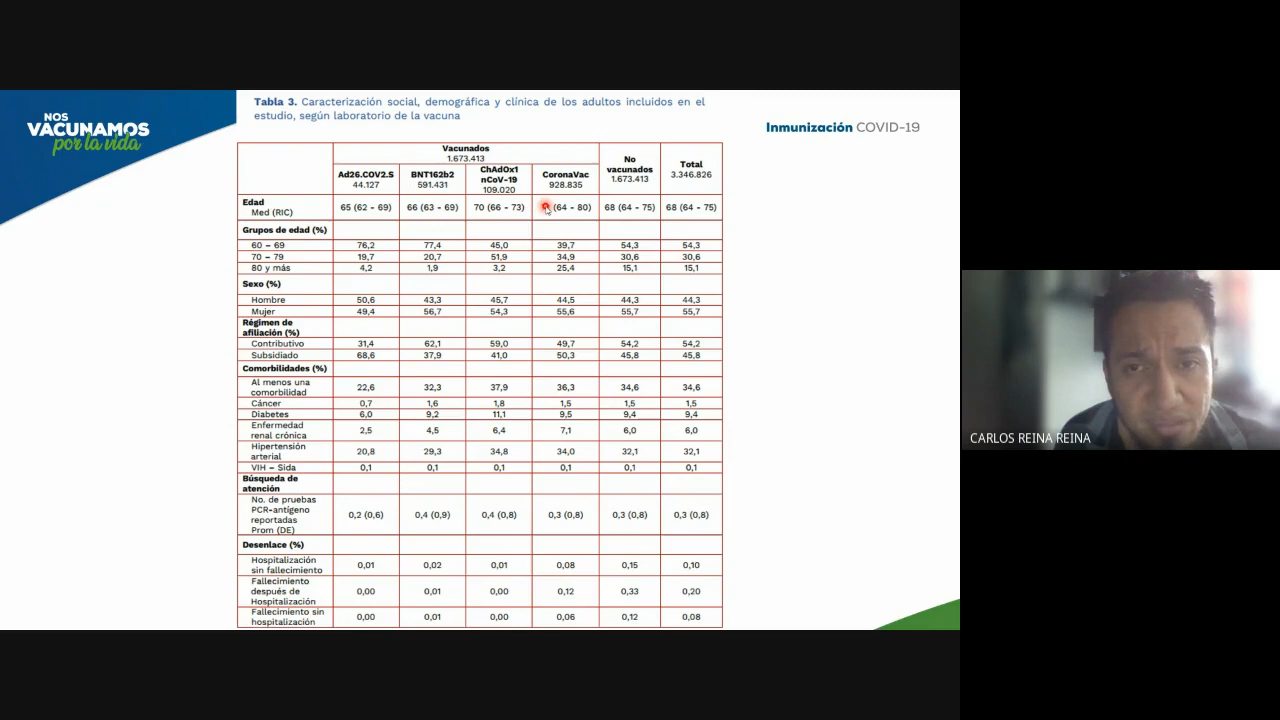 NOS
VACUNAMOS
por la vida
Tabla 3. Caracterización social, demográfica y clínica de los adultos incluidos en el
estudio, según laboratorio de la vacuna
Inmunización COVID-19
Vacunados
1.673.413
No
vacunados
1.673.413
Total
3.346.826
Ad26.COV2.S
44.127
BNT162b2
591.431
ChAdOx1
nCoV-19
109.020
CoronaVac
928.835
Edad
Med (RIC) 65 (62 – 69) 66 (63 – 69) 70 (66 – 73) (64 – 80) 68 (64 – 75) 68 (64 – 75)
Grupos de edad (%)
60 – 69 76,2 77,4 45,0 39,7 54,3 54,3
70 – 79 19,7 20,7 51,9 34,9 30,6 30,6
80 y más 4,2 1,9 3,2 25,4 15,1 15,1
Sexo (%)
Hombre 50,6 43,3 45,7 44,5 44,3 44,3
Mujer 49,4 56,7 54,3 55,6 55,7 55,7
Régimen de
afiliación (%)
Contributivo 31,4 62,1 59,0 49,7 54,2 54,2
Subsidiado 68,6 37,9 41,0 50,3 45,8 45,8
Comorbilidades (%)
Al menos una
comorbilidad 22,6 32,3 37,9 36,3 34,6 34,6
Cáncer 0,7 1,6 1,8 1,5 1,5 1,5
Diabetes 6,0 9,2 11,1 9,5 9,4 9,4
Enfermedad
renal crónica 2,5 4,5 6,4 7,1 6,0 6,0
Hipertensión
arterial 20,8 29,3 34,8 34,0 32,1 32,1
VIH – Sida 0,1 0,1 0,1 0,1 0,1 0,1
Búsqueda de
atención
No. de pruebas
PCR-antígeno
reportadas
Prom (DE) 0,2 (0,6) 0,4 (0,9) 0,4 (0,8) 0,3 (0,8) 0,3 (0,8) 0,3 (0,8)
Desenlace (%)
Hospitalización
sin fallecimiento 0,01 0,02 0,01 0,08 0,15 0,10
Fallecimiento
después de
Hospitalización 0,00 0,01 0,00 0,12 0,33 0,20
Fallecimiento sin
hospitalización 0,00 0,01 0,00 0,06 0,12 0,08
CARLOS REINA REINA